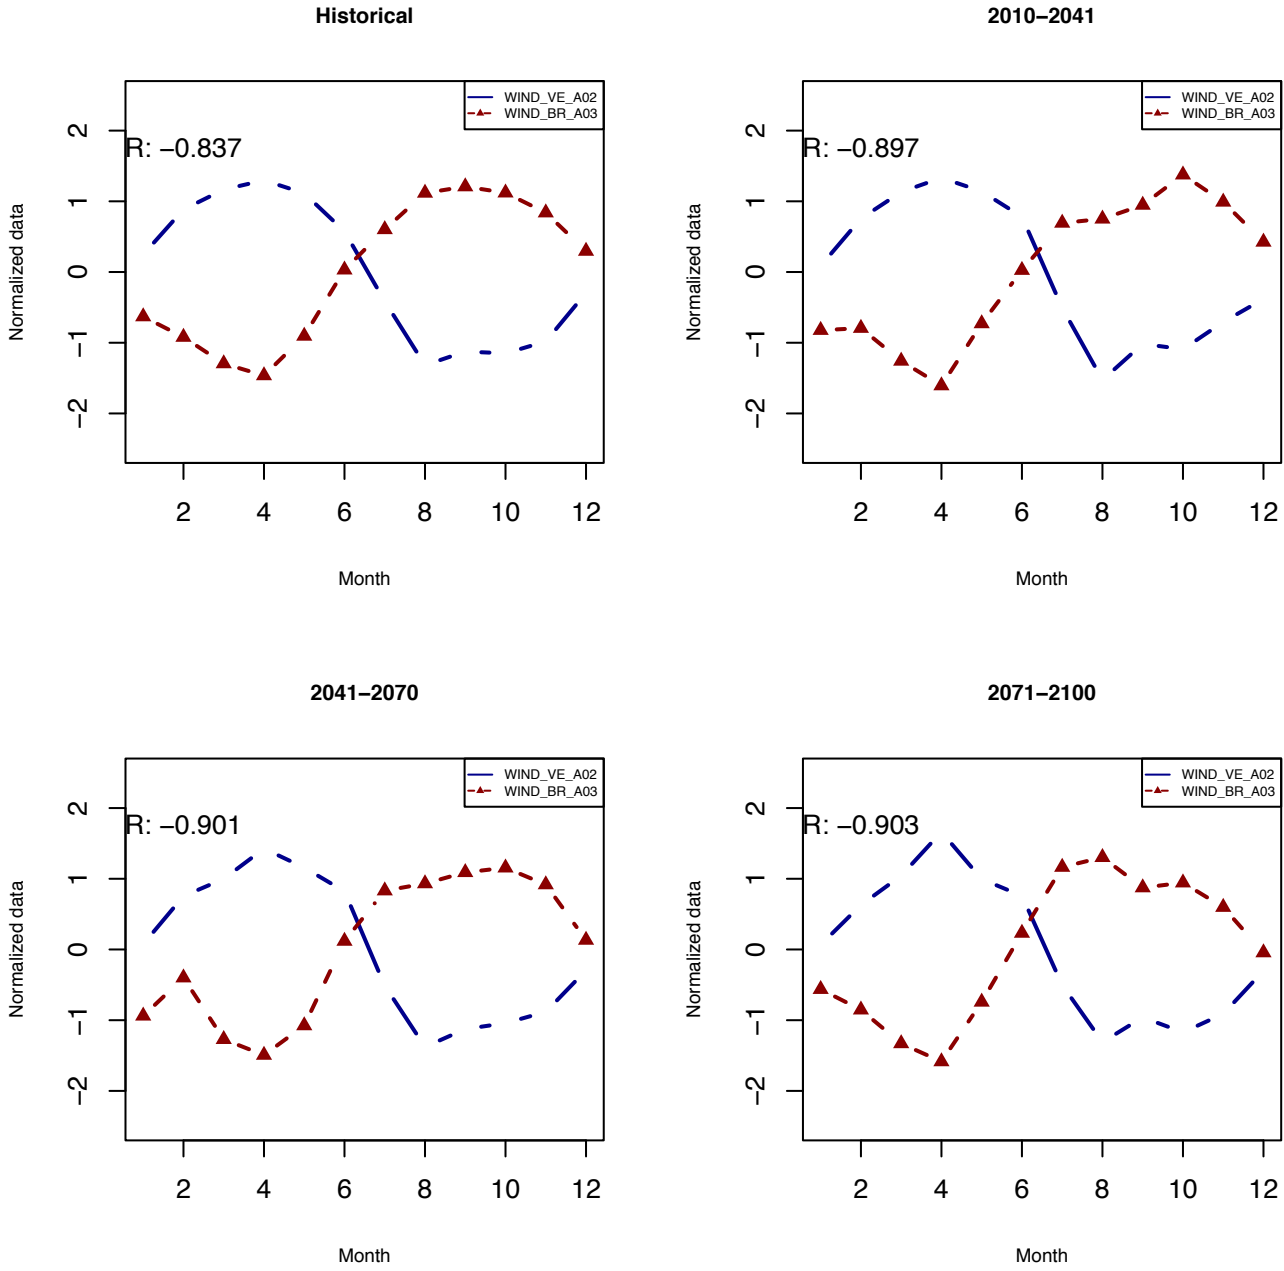 Historical
WIND_VE_A02
WIND_BR_A03
R: −0.837
Normalized data
2
1
0
−1
−2
2 4 6 8 10 12
Month
2010−2041
WIND_VE_A02
WIND_BR_A03
R: −0.897
Normalized data
2
1
0
−1
−2
2 4 6 8 10 12
Month
2041−2070
WIND_VE_A02
WIND_BR_A03
R: −0.901
Normalized data
2
1
0
−1
−2
2 4 6 8 10 12
Month
2071−2100
WIND_VE_A02
WIND_BR_A03
R: −0.903
Normalized data
2
1
0
−1
−2
2 4 6 8 10 12
Month